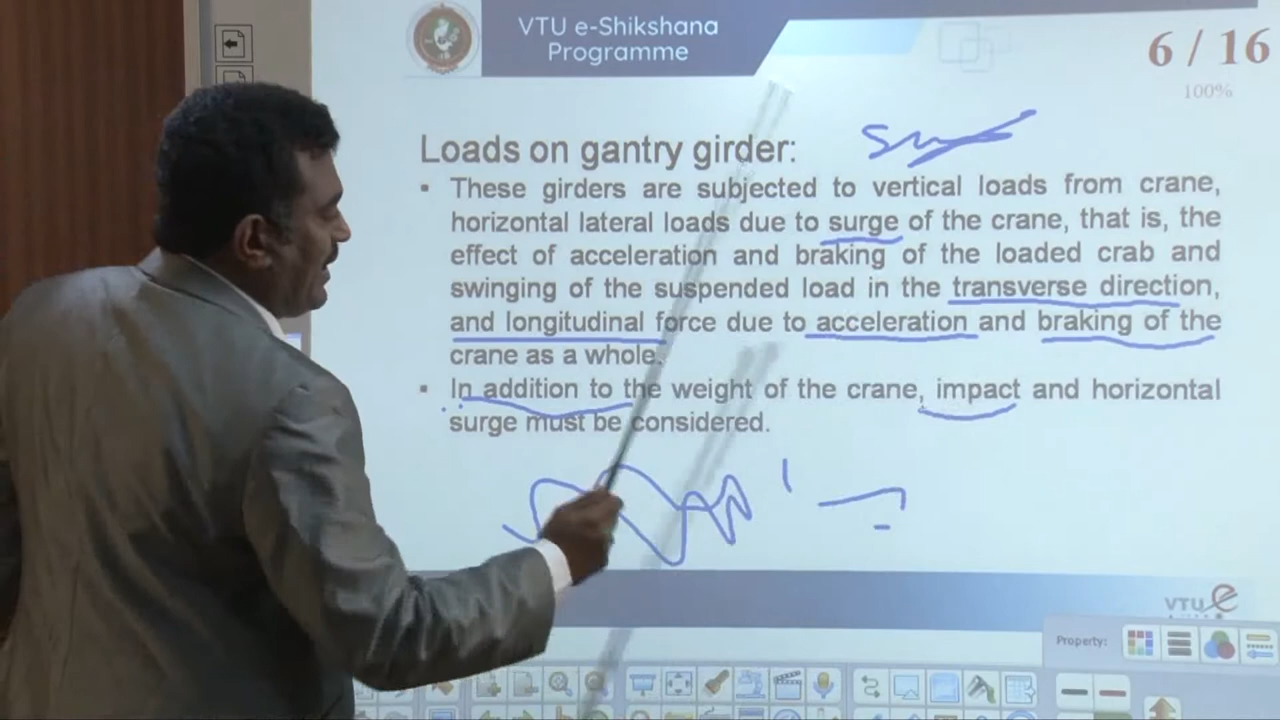 VTU e-Shikshana
Programme
6 / 16
100%
Loads on gantry girder:
▪ These girders are subjected to vertical loads from crane,
horizontal lateral loads due to surge of the crane, that is, the
effect of acceleration and braking of the loaded crab and
swinging of the suspended load in the transverse direction,
and longitudinal force due to acceleration and braking of the
crane as a whole.
▪ In addition to the weight of the crane, impact and horizontal
surge must be considered.
VTU e
Property: